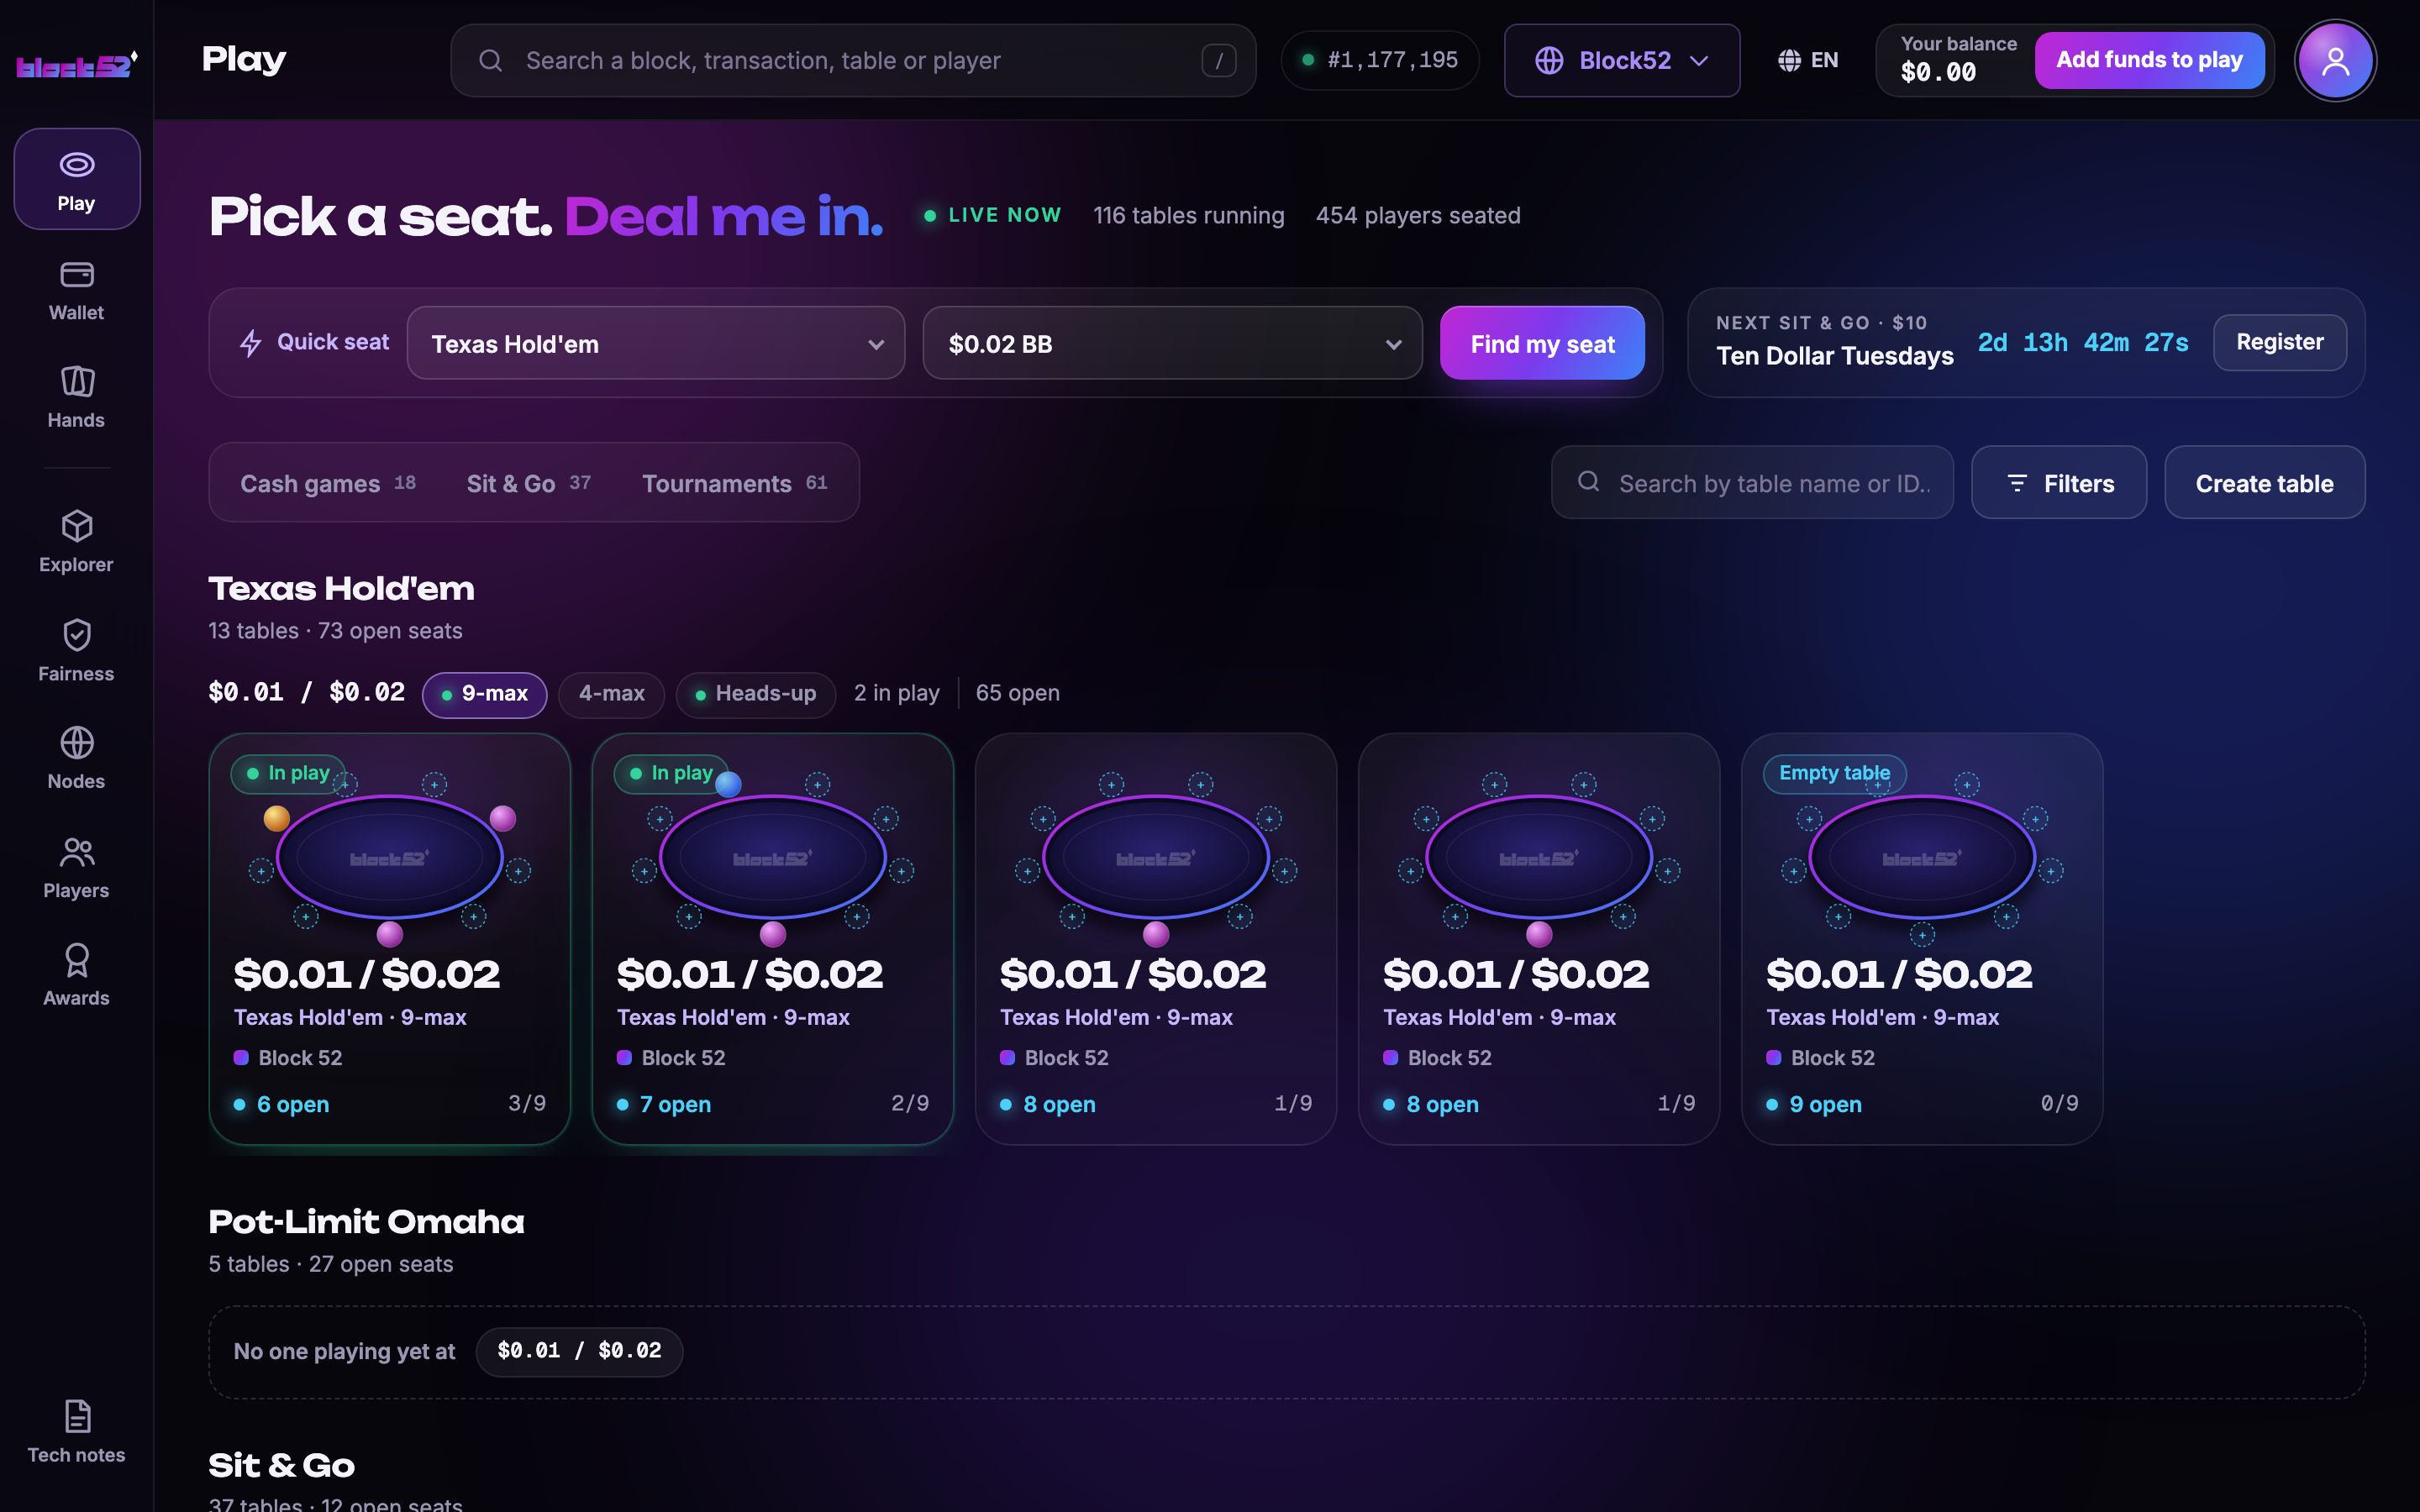 block52
Play
Search a block, transaction, table or player
/
#1,177,195
Block52
EN
Your balance
$0.00
Add funds to play
Play
Wallet
Hands
Explorer
Fairness
Nodes
Players
Awards
Tech notes
Pick a seat. Deal me in.
LIVE NOW
116 tables running
454 players seated
Quick seat
Texas Hold'em
$0.02 BB
Find my seat
NEXT SIT & GO · $10
Ten Dollar Tuesdays
2d 13h 42m 27s
Register
Cash games 18
Sit & Go 37
Tournaments 61
Search by table name or ID..
Filters
Create table
Texas Hold'em
13 tables · 73 open seats
$0.01 / $0.02
9-max
4-max
Heads-up
2 in play
65 open
In play
block52
$0.01 / $0.02
Texas Hold'em · 9-max
Block 52
6 open
3/9
In play
block52
$0.01 / $0.02
Texas Hold'em · 9-max
Block 52
7 open
2/9
block52
$0.01 / $0.02
Texas Hold'em · 9-max
Block 52
8 open
1/9
block52
$0.01 / $0.02
Texas Hold'em · 9-max
Block 52
8 open
1/9
Empty table
block52
$0.01 / $0.02
Texas Hold'em · 9-max
Block 52
9 open
0/9
Pot-Limit Omaha
5 tables · 27 open seats
No one playing yet at
$0.01 / $0.02
Sit & Go
37 tables · 12 open seats